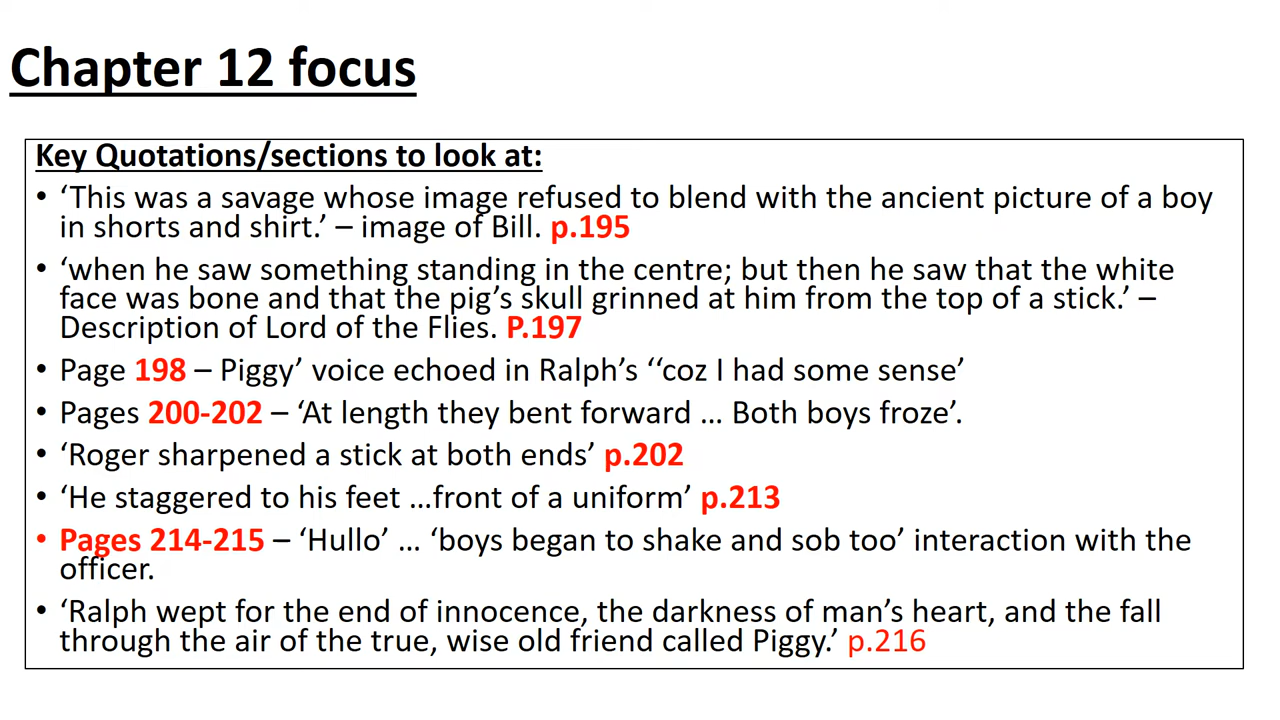 Chapter 12 focus
Key Quotations/sections to look at:
• ‘This was a savage whose image refused to blend with the ancient picture of a boy
in shorts and shirt.’ – image of Bill. p.195
• ‘when he saw something standing in the centre; but then he saw that the white
face was bone and that the pig’s skull grinned at him from the top of a stick.’ –
Description of Lord of the Flies. P.197
• Page 198 – Piggy’ voice echoed in Ralph’s ‘‘coz I had some sense’
• Pages 200-202 – ‘At length they bent forward … Both boys froze’.
• ‘Roger sharpened a stick at both ends’ p.202
• ‘He staggered to his feet …front of a uniform’ p.213
• Pages 214-215 – ‘Hullo’ … ‘boys began to shake and sob too’ interaction with the
officer.
• ‘Ralph wept for the end of innocence, the darkness of man’s heart, and the fall
through the air of the true, wise old friend called Piggy.’ p.216